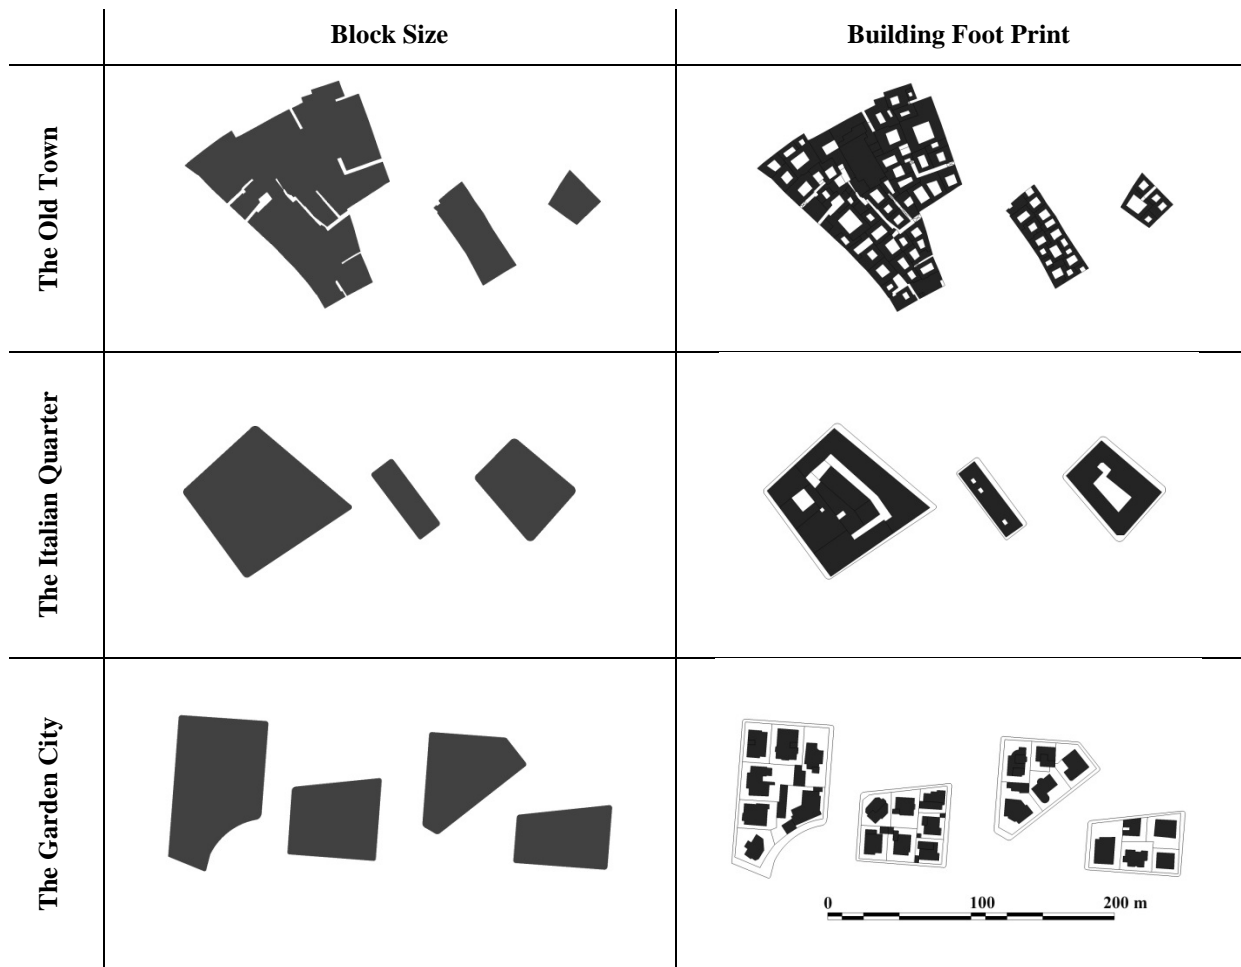 Block Size
Building Foot Print
The Old Town
The Italian Quarter
The Garden City
0 100 200 m